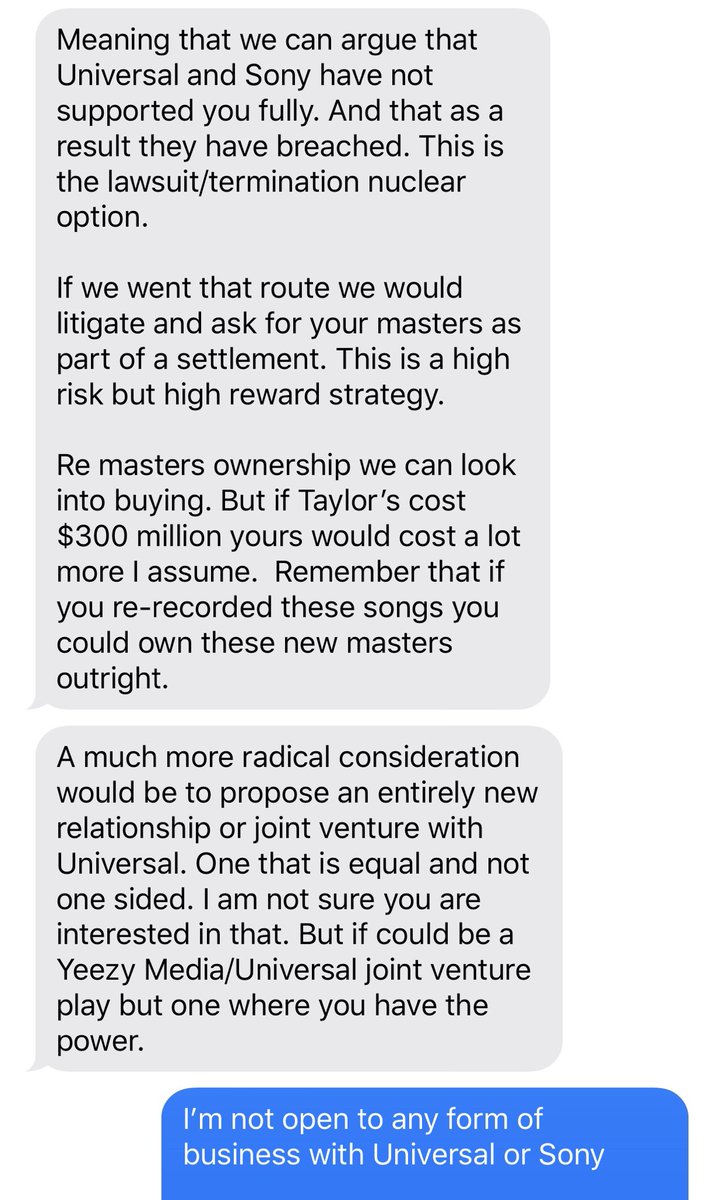 Meaning that we can argue that
Universal and Sony have not
supported you fully. And that as a
result they have breached. This is
the lawsuit/termination nuclear
option.
If we went that route we would
litigate and ask for your masters as
part of a settlement. This is a high
risk but high reward strategy.
Re masters ownership we can look
into buying. But if Taylor’s cost
$300 million yours would cost a lot
more I assume.  Remember that if
you re-recorded these songs you
could own these new masters
outright.
A much more radical consideration
would be to propose an entirely new
relationship or joint venture with
Universal. One that is equal and not
one sided. I am not sure you are
interested in that. But if could be a
Yeezy Media/Universal joint venture
play but one where you have the
power.
I’m not open to any form of
business with Universal or Sony